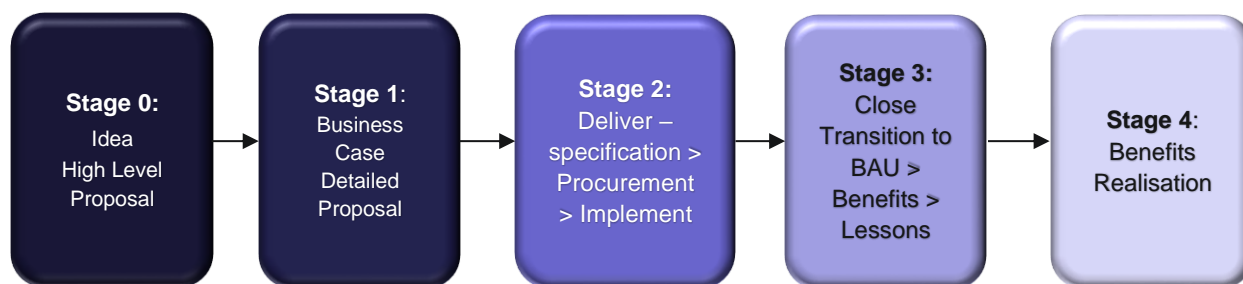 Stage 0:
Idea
High Level
Proposal
Stage 1:
Business
Case
Detailed
Proposal
Stage 2:
Deliver –
specification >
Procurement
> Implement
Stage 3:
Close
Transition to
BAU >
Benefits >
Lessons
Stage 4:
Benefits
Realisation